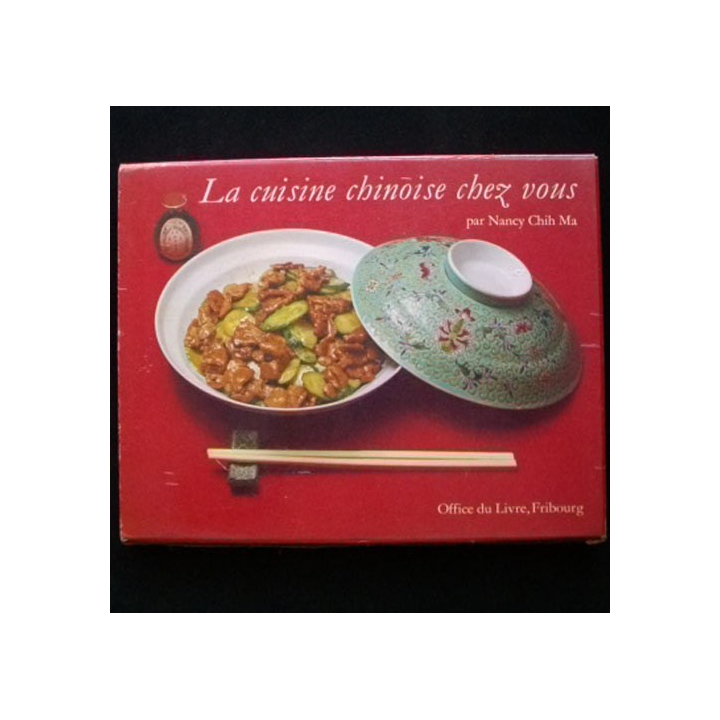 La cuisine chinoise chez vous
par Nancy Chih Ma
Office du Livre, Fribourg